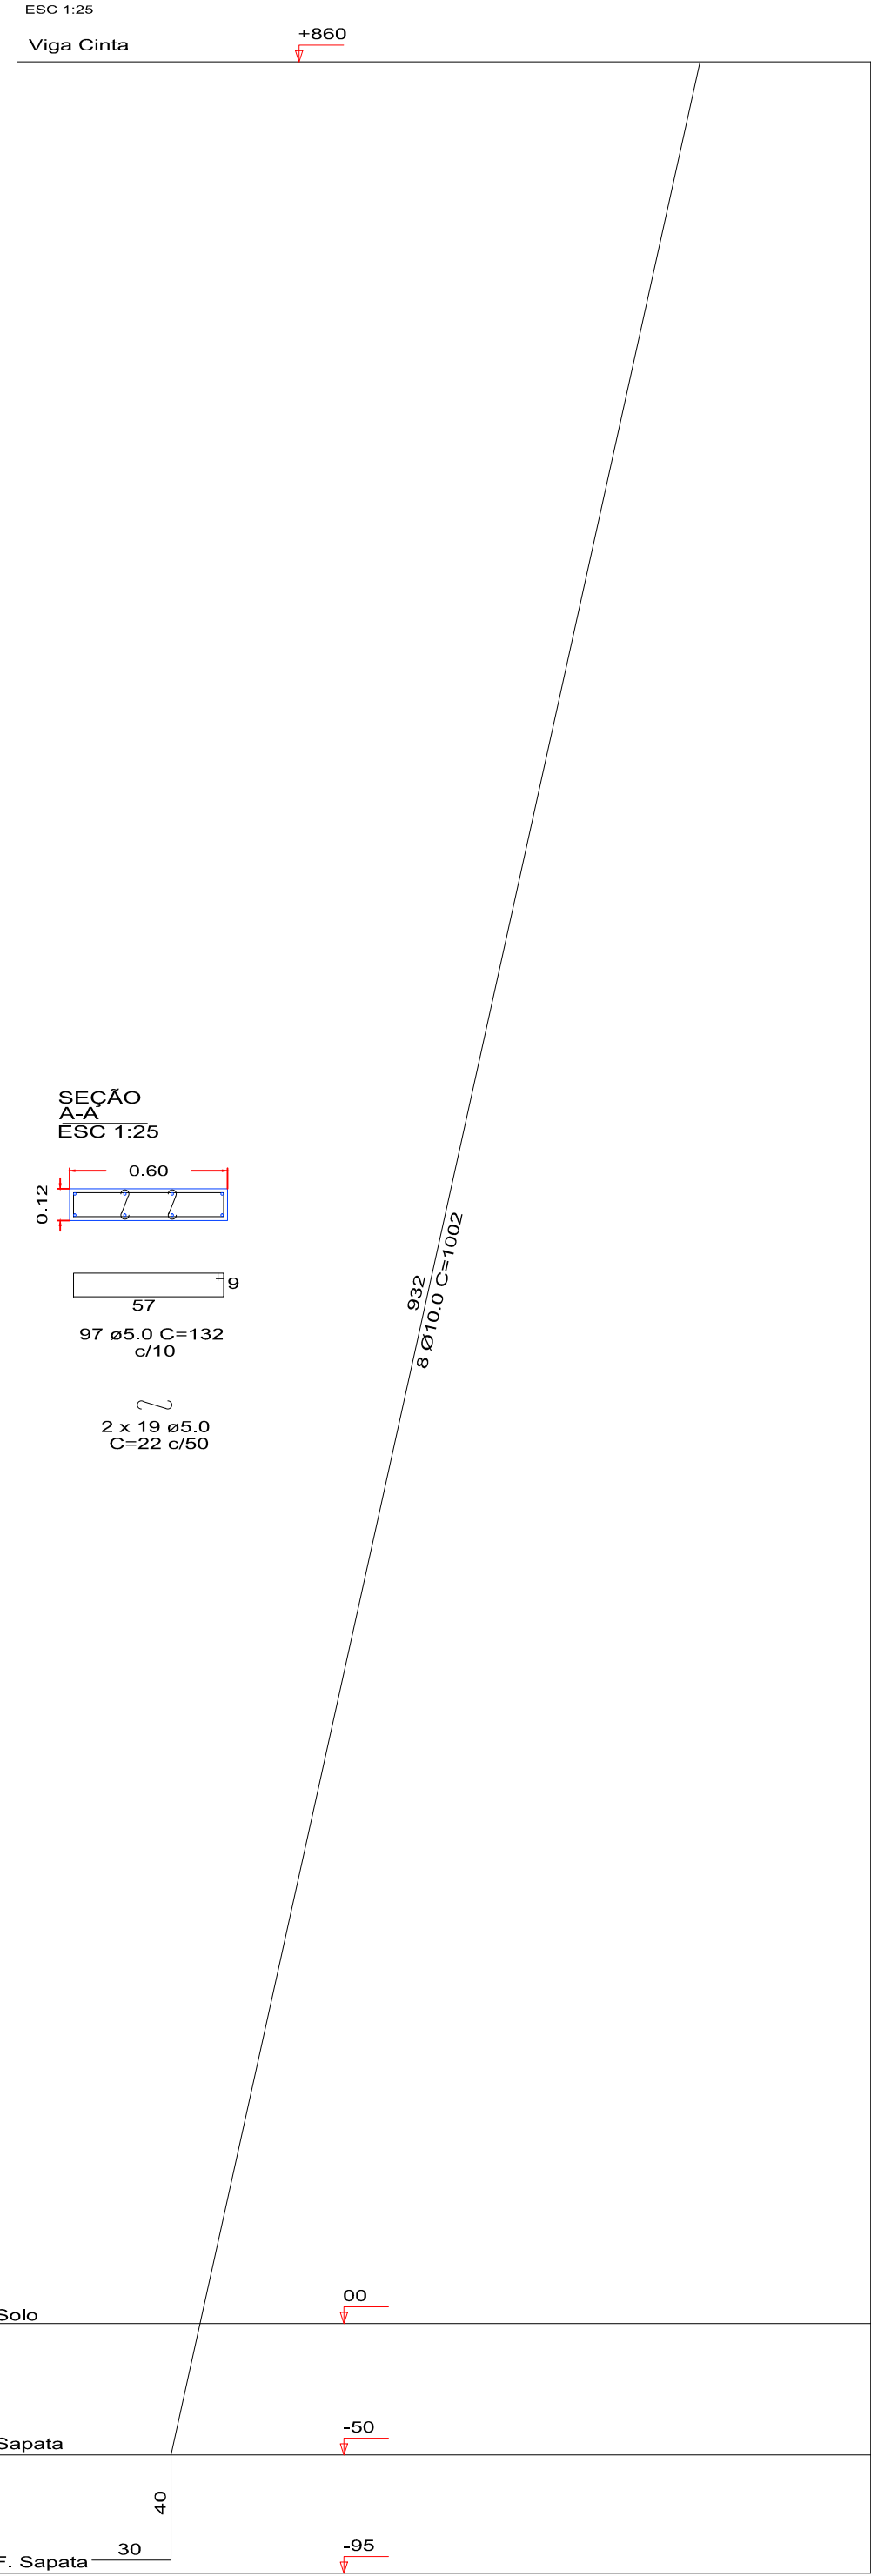 ESC 1:25
+860
Viga Cinta
SEÇÃO
A-A
ESC 1:25
0.60
0.12
932
8 Ø10.0 C=1002
9
57
97 ø5.0 C=132
c/10
2 x 19 ø5.0
C=22 c/50
00
Solo
-50
Sapata
40
30
-95
F. Sapata